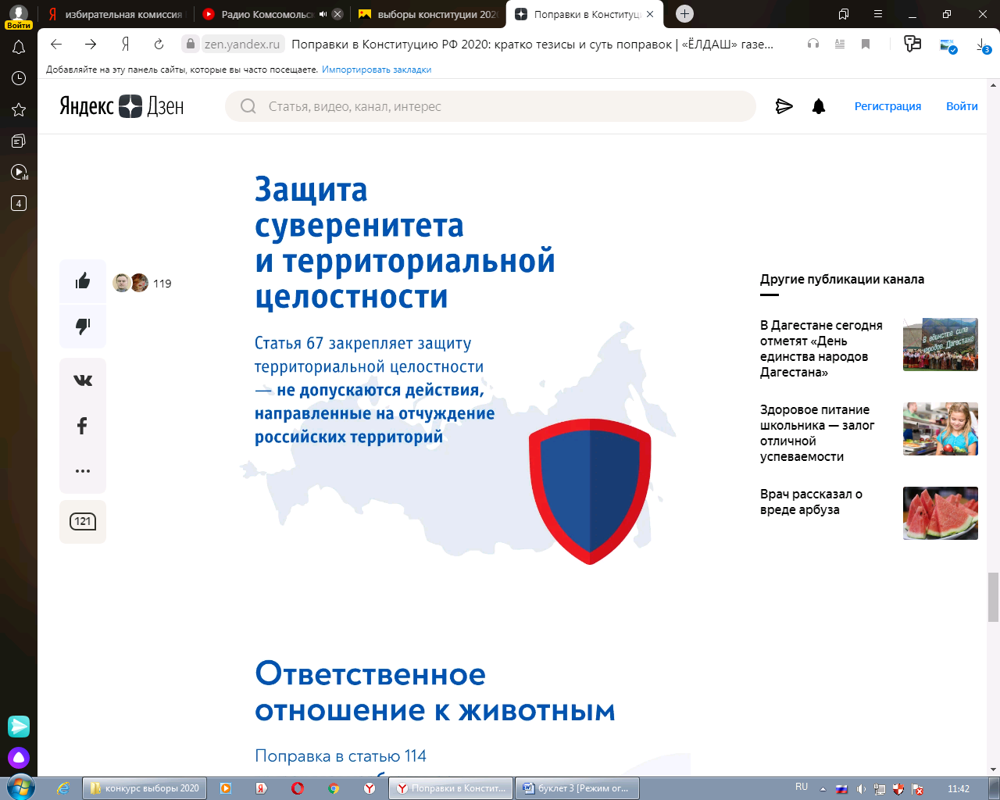 избирательная комиссия
Радио Комсомольск
выборы конституции 202
Поправки в Конституц
Войти
zen.yandex.ru
Поправки в Конституцию РФ 2020: кратко тезисы и суть поправок | «ЁЛДАШ» газе...
3
Добавляйте на эту панель сайты, которые вы часто посещаете. Импортировать закладки
Яндекс Дзен
Статья, видео, канал, интерес
Регистрация
Войти
4
Защита
суверенитета
и территориальной
целостности
119
Статья 67 закрепляет защиту
территориальной целостности
— не допускаются действия,
направленные на отчуждение
российских территорий
121
Другие публикации канала
В Дагестане сегодня
отметят «День
единства народов
Дагестана»
В единстве сила
народов Дагестана
Здоровое питание
школьника — залог
отличной
успеваемости
Врач рассказал о
вреде арбуза
Ответственное
отношение к животным
Поправка в статью 114
конкурс выборы 2020
Поправки в Констит...
буклет 3 [Режим ог...
RU
11:42